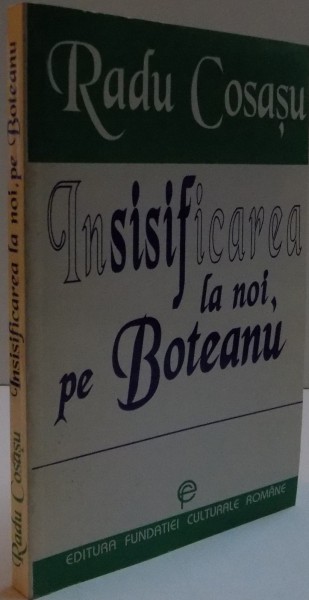 Radu Cosașu
Insisificarea
la noi,
pe Boteanu
EDITURA FUNDAȚIEI CULTURALE ROMÂNE
Radu Cosașu Insisificarea la noi, pe Boteanu